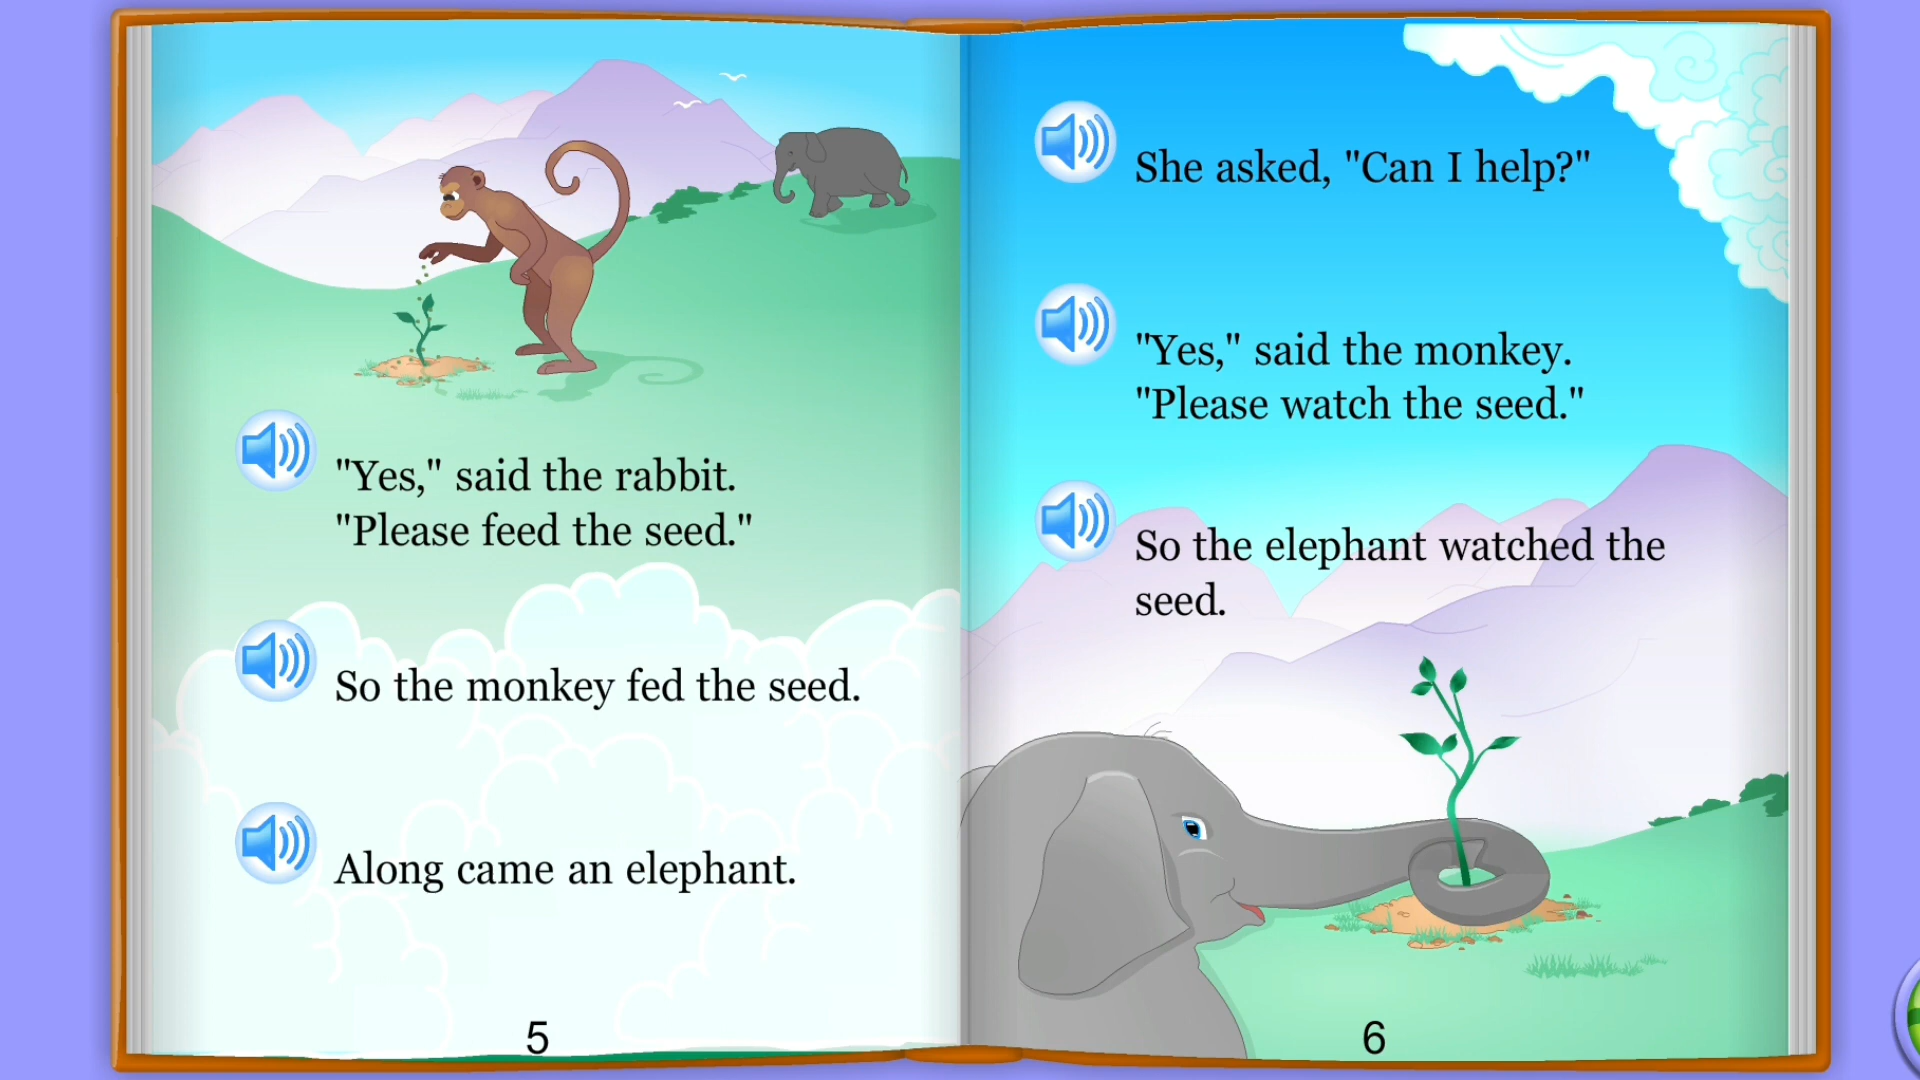 "Yes," said the rabbit.
"Please feed the seed."
So the monkey fed the seed.
Along came an elephant.
5
She asked, "Can I help?"
"Yes," said the monkey.
"Please watch the seed."
So the elephant watched the
seed.
6